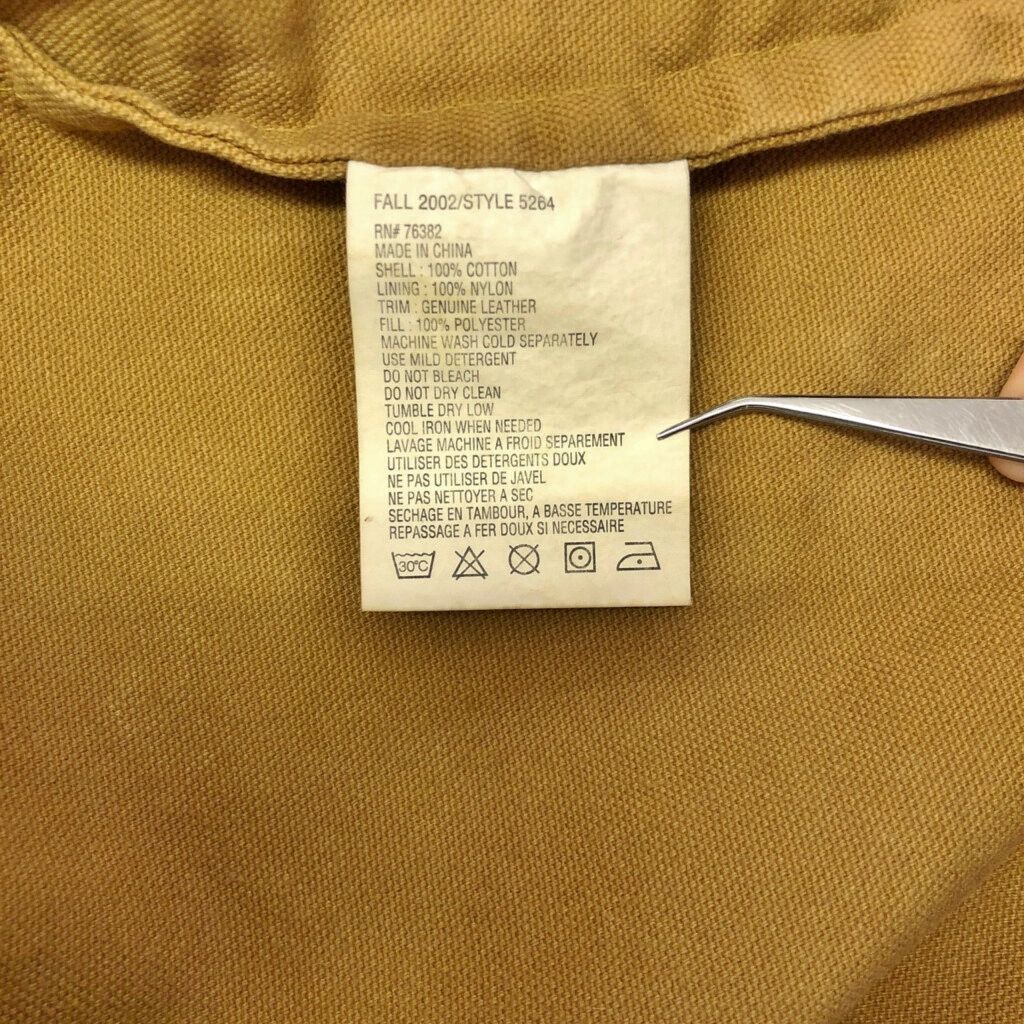 FALL 2002/STYLE 5264
RN# 76382
MADE IN CHINA
SHELL : 100% COTTON
LINING : 100% NYLON
TRIM : GENUINE LEATHER
FILL : 100% POLYESTER
MACHINE WASH COLD SEPARATELY
USE MILD DETERGENT
DO NOT BLEACH
DO NOT DRY CLEAN
TUMBLE DRY LOW
COOL IRON WHEN NEEDED
LAVAGE MACHINE A FROID SEPAREMENT
UTILISER DES DETERGENTS DOUX
NE PAS UTILISER DE JAVEL
NE PAS NETTOYER A SEC
SECHAGE EN TAMBOUR, A BASSE TEMPERATURE
REPASSAGE A FER DOUX SI NECESSAIRE
30°C